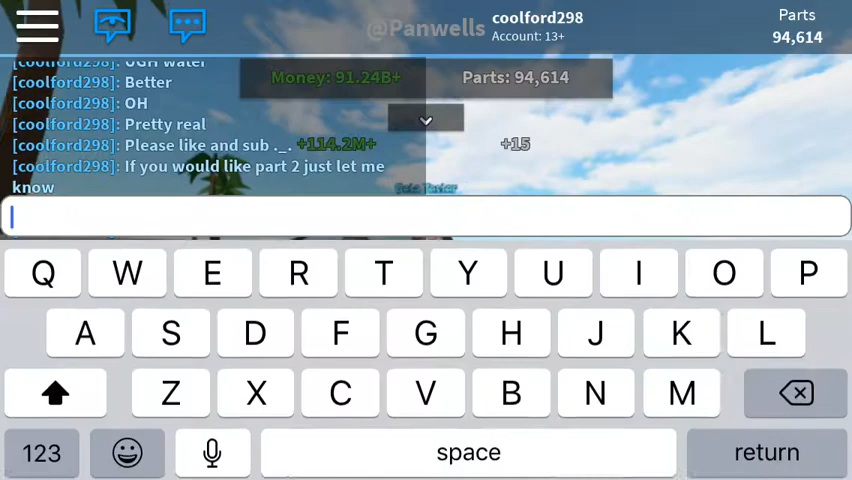 @Panwells
coolford298
Account: 13+
Parts
94,614
[coolford298]: UGH water
[coolford298]: Better
[coolford298]: OH
[coolford298]: Pretty real
[coolford298]: Please like and sub ._.
[coolford298]: If you would like part 2 just let me
know
Money: 91.24B+
Parts: 94,614
+114.2M+
+15
Q W E R T Y U I O P
A S D F G H J K L
Z X C V B N M
123
space
return